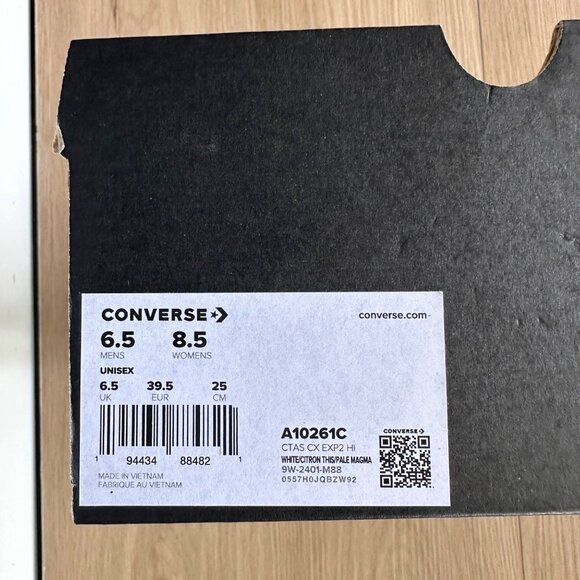 CONVERSE
converse.com
6.5 8.5
MENS WOMENS
UNISEX
6.5 39.5 25
UK EUR CM
1 94434 88482 1
MADE IN VIETNAM
FABRIQUE AU VIETNAM
A10261C
CTAS CX EXP2 HI
WHITE/CITRON THIS/PALE MAGMA
9W-2401-M88
0557H0JQBZW92
CONVERSE